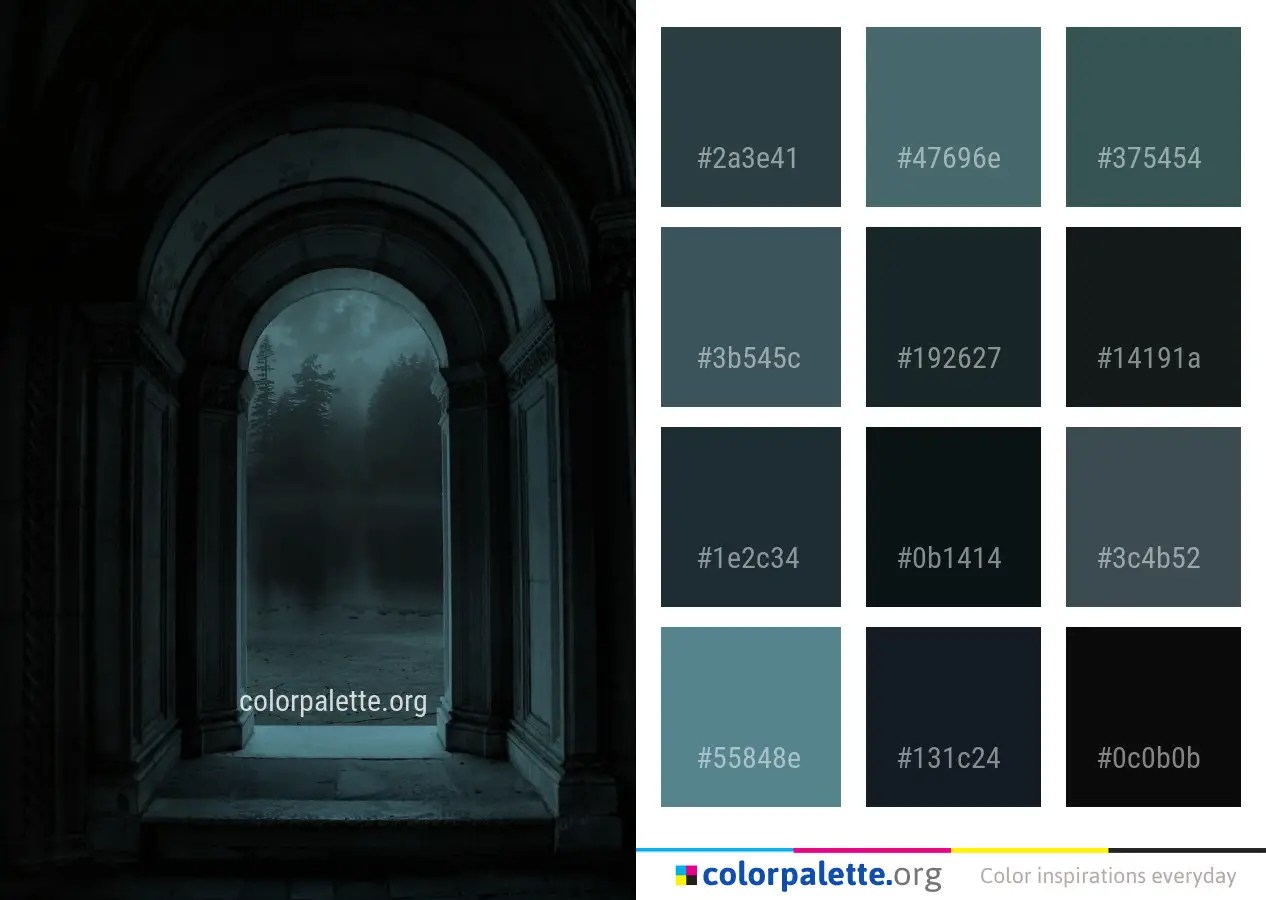 colorpalette.org
#2a3e41
#47696e
#375454
#3b545c
#192627
#14191a
#1e2c34
#0b1414
#3c4b52
#55848e
#131c24
#0c0b0b
colorpalette.org
Color inspirations everyday